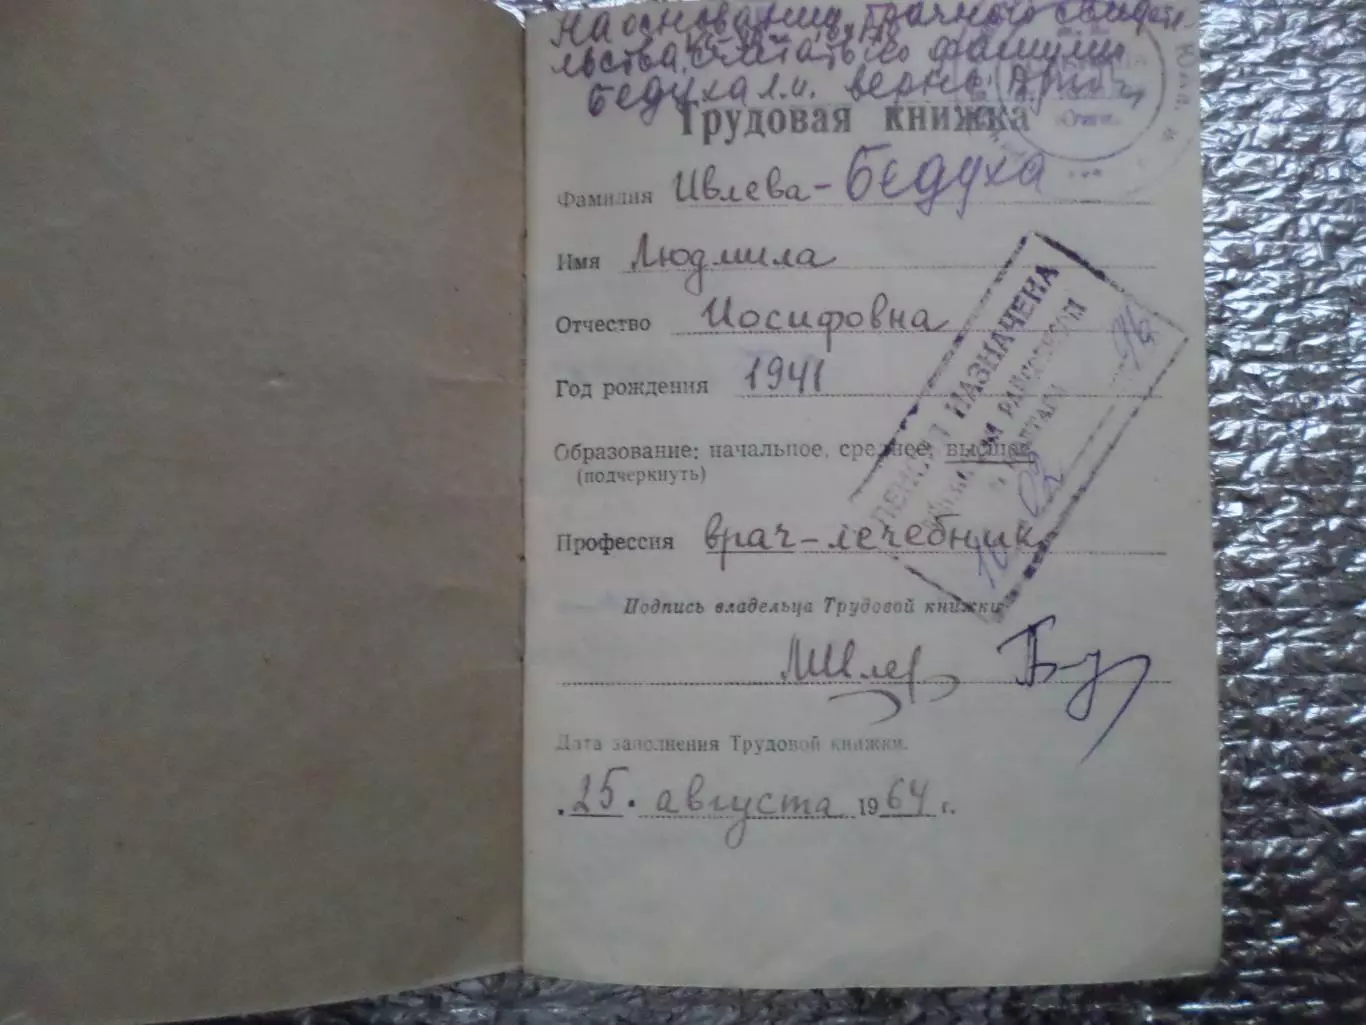 На основании брачного свидете
льства, считать её фамилию
Бедуха Л.И. верно
Трудовая книжка
Фамилия Ивлева-Бедуха
Имя Людмила
Отчество Иосифовна
Год рождения 1941
Образование: начальное, среднее, высшее
(подчеркнуть)
Профессия врач-лечебник
ПЕНСИЯ НАЗНАЧЕНА
Подпись владельца Трудовой книжки
Дата заполнения Трудовой книжки.
"25" августа 1964 г.